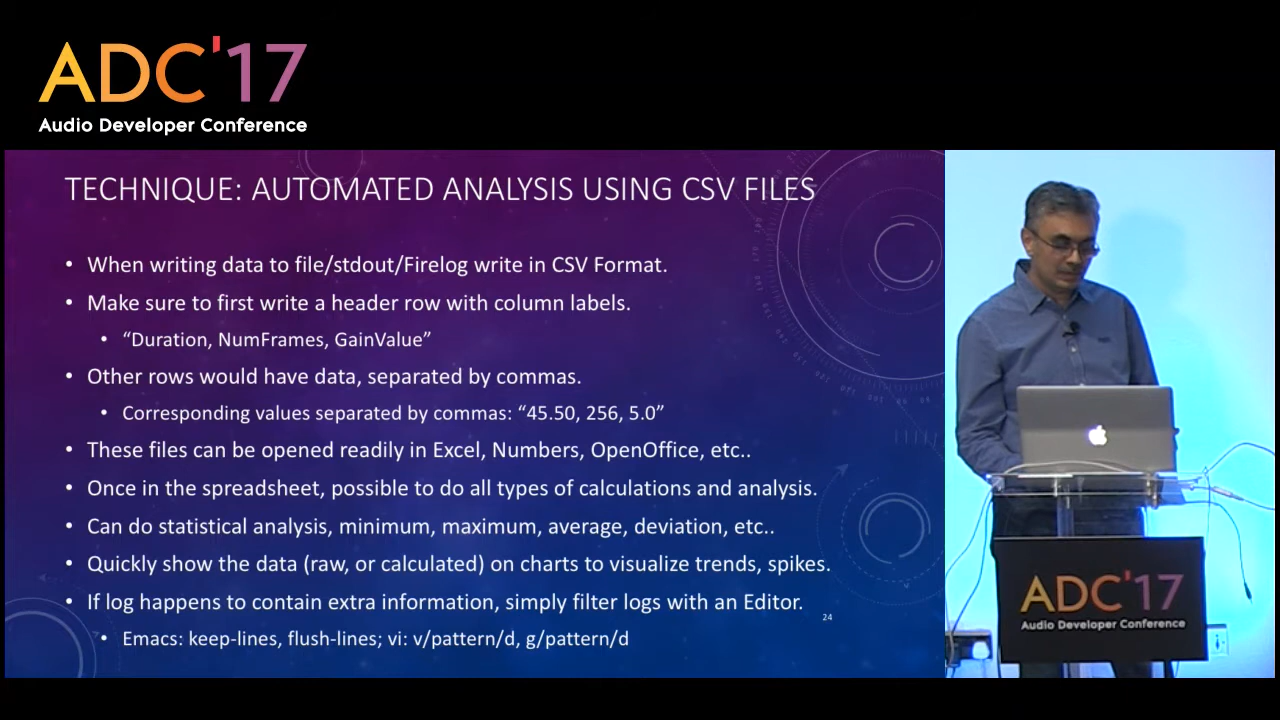 ADC'17
Audio Developer Conference
TECHNIQUE: AUTOMATED ANALYSIS USING CSV FILES
• When writing data to file/stdout/Firelog write in CSV Format.
• Make sure to first write a header row with column labels.
• “Duration, NumFrames, GainValue”
• Other rows would have data, separated by commas.
• Corresponding values separated by commas: “45.50, 256, 5.0”
• These files can be opened readily in Excel, Numbers, OpenOffice, etc..
• Once in the spreadsheet, possible to do all types of calculations and analysis.
• Can do statistical analysis, minimum, maximum, average, deviation, etc..
• Quickly show the data (raw, or calculated) on charts to visualize trends, spikes.
• If log happens to contain extra information, simply filter logs with an Editor.
24
• Emacs: keep-lines, flush-lines; vi: v/pattern/d, g/pattern/d
ADC'17
Audio Developer Conference